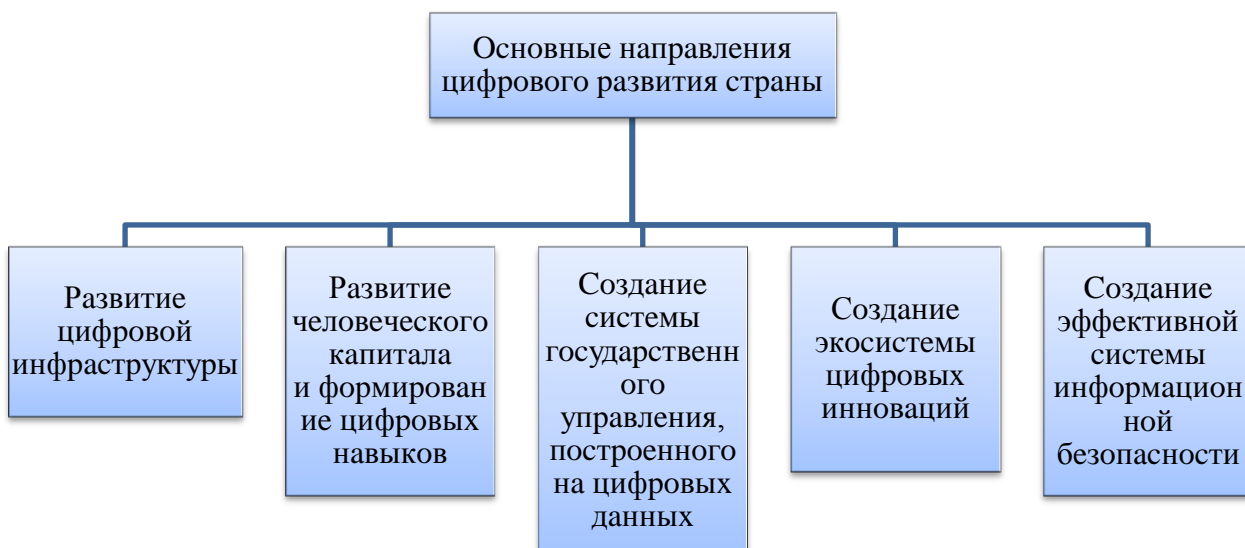 Основные направления
цифрового развития страны
Развитие
цифровой
инфраструктуры
Развитие
человеческого
капитала
и формирован
ие цифровых
навыков
Создание
системы
государственн
ого
управления,
построенного
на цифровых
данных
Создание
экосистемы
цифровых
инноваций
Создание
эффективной
системы
информацион
ной
безопасности